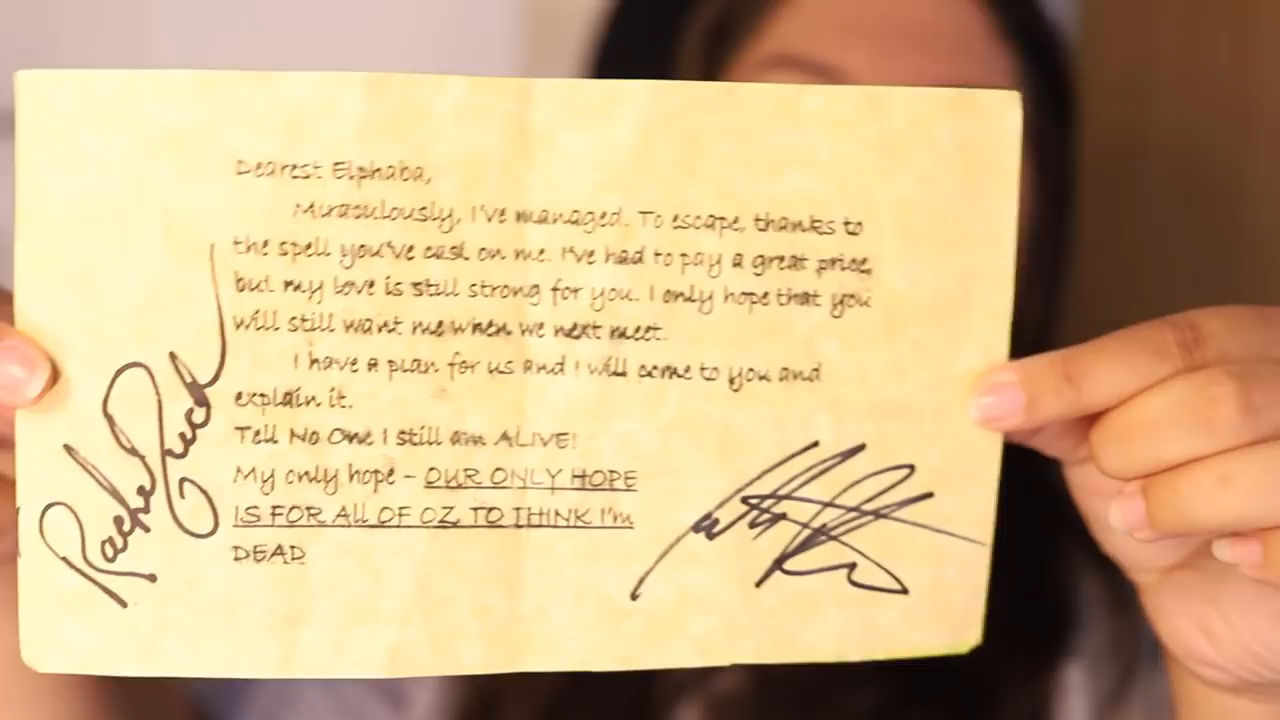 Dearest Elphaba,
Miraculously, I've managed. To escape, thanks to
the spell you've cast on me. I've had to pay a great price,
but my love is still strong for you. I only hope that you
will still want me when we next meet.
I have a plan for us and I will come to you and
explain it.
Tell No One I still am ALIVE!
My only hope - OUR ONLY HOPE
IS FOR All OF OZ TO THINK I'm
DEAD
Rachel